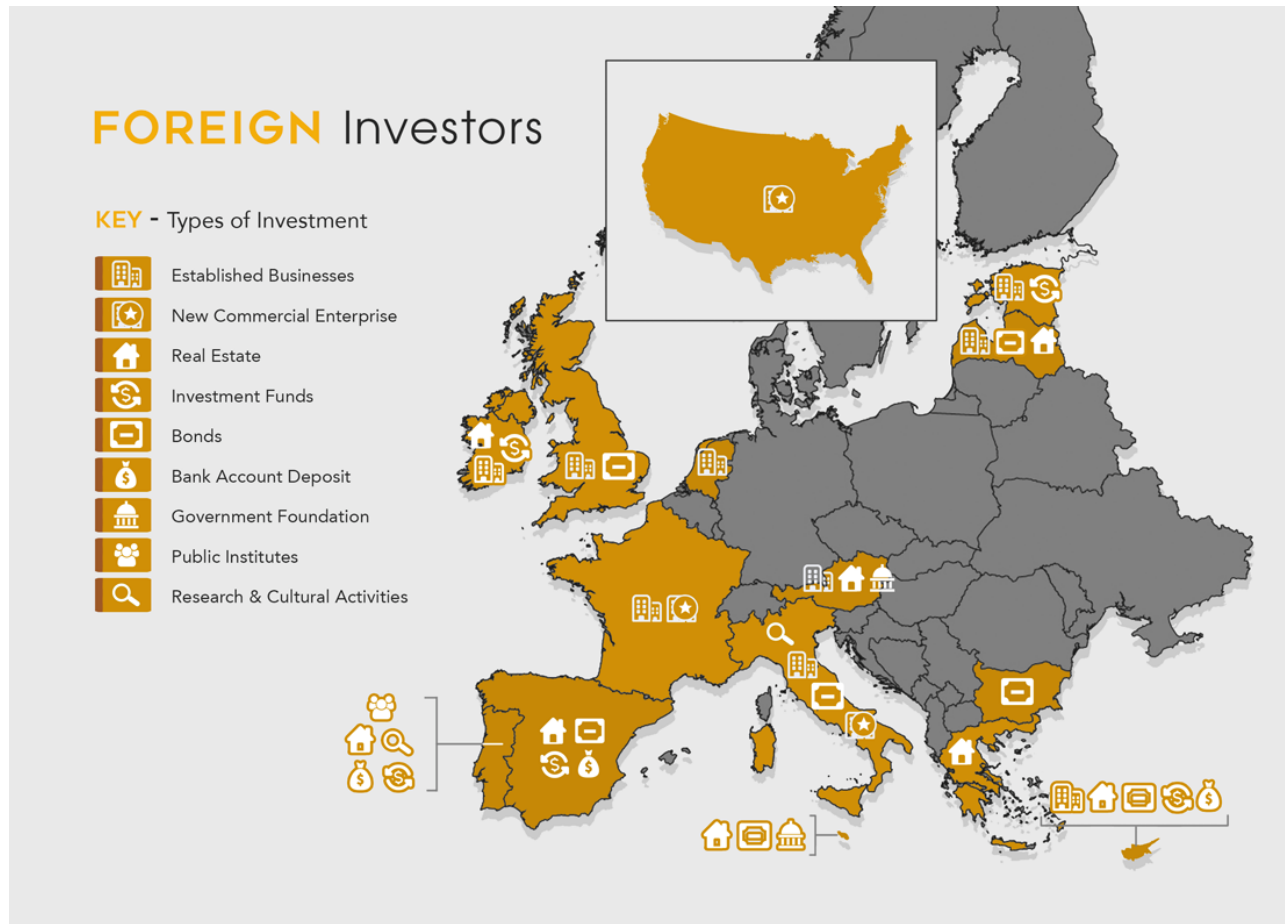 FOREIGN Investors
KEY - Types of Investment
Established Businesses
New Commercial Enterprise
Real Estate
Investment Funds
Bonds
Bank Account Deposit
Government Foundation
Public Institutes
Research & Cultural Activities